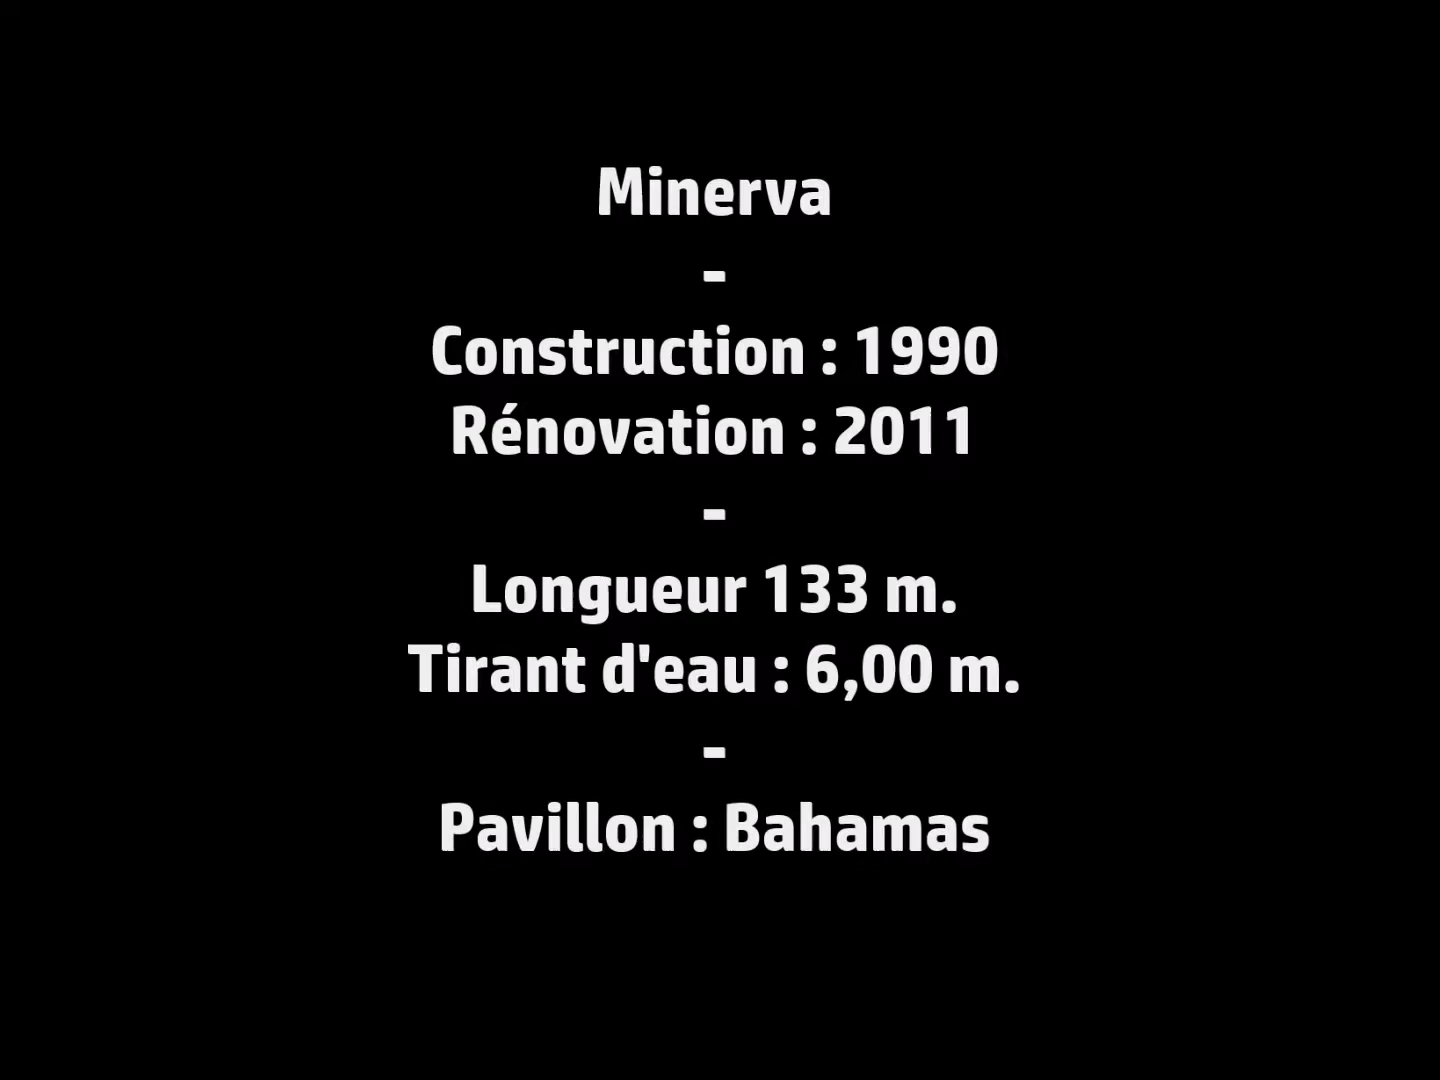 Minerva
-
Construction : 1990
Rénovation : 2011
-
Longueur 133 m.
Tirant d'eau : 6,00 m.
-
Pavillon : Bahamas